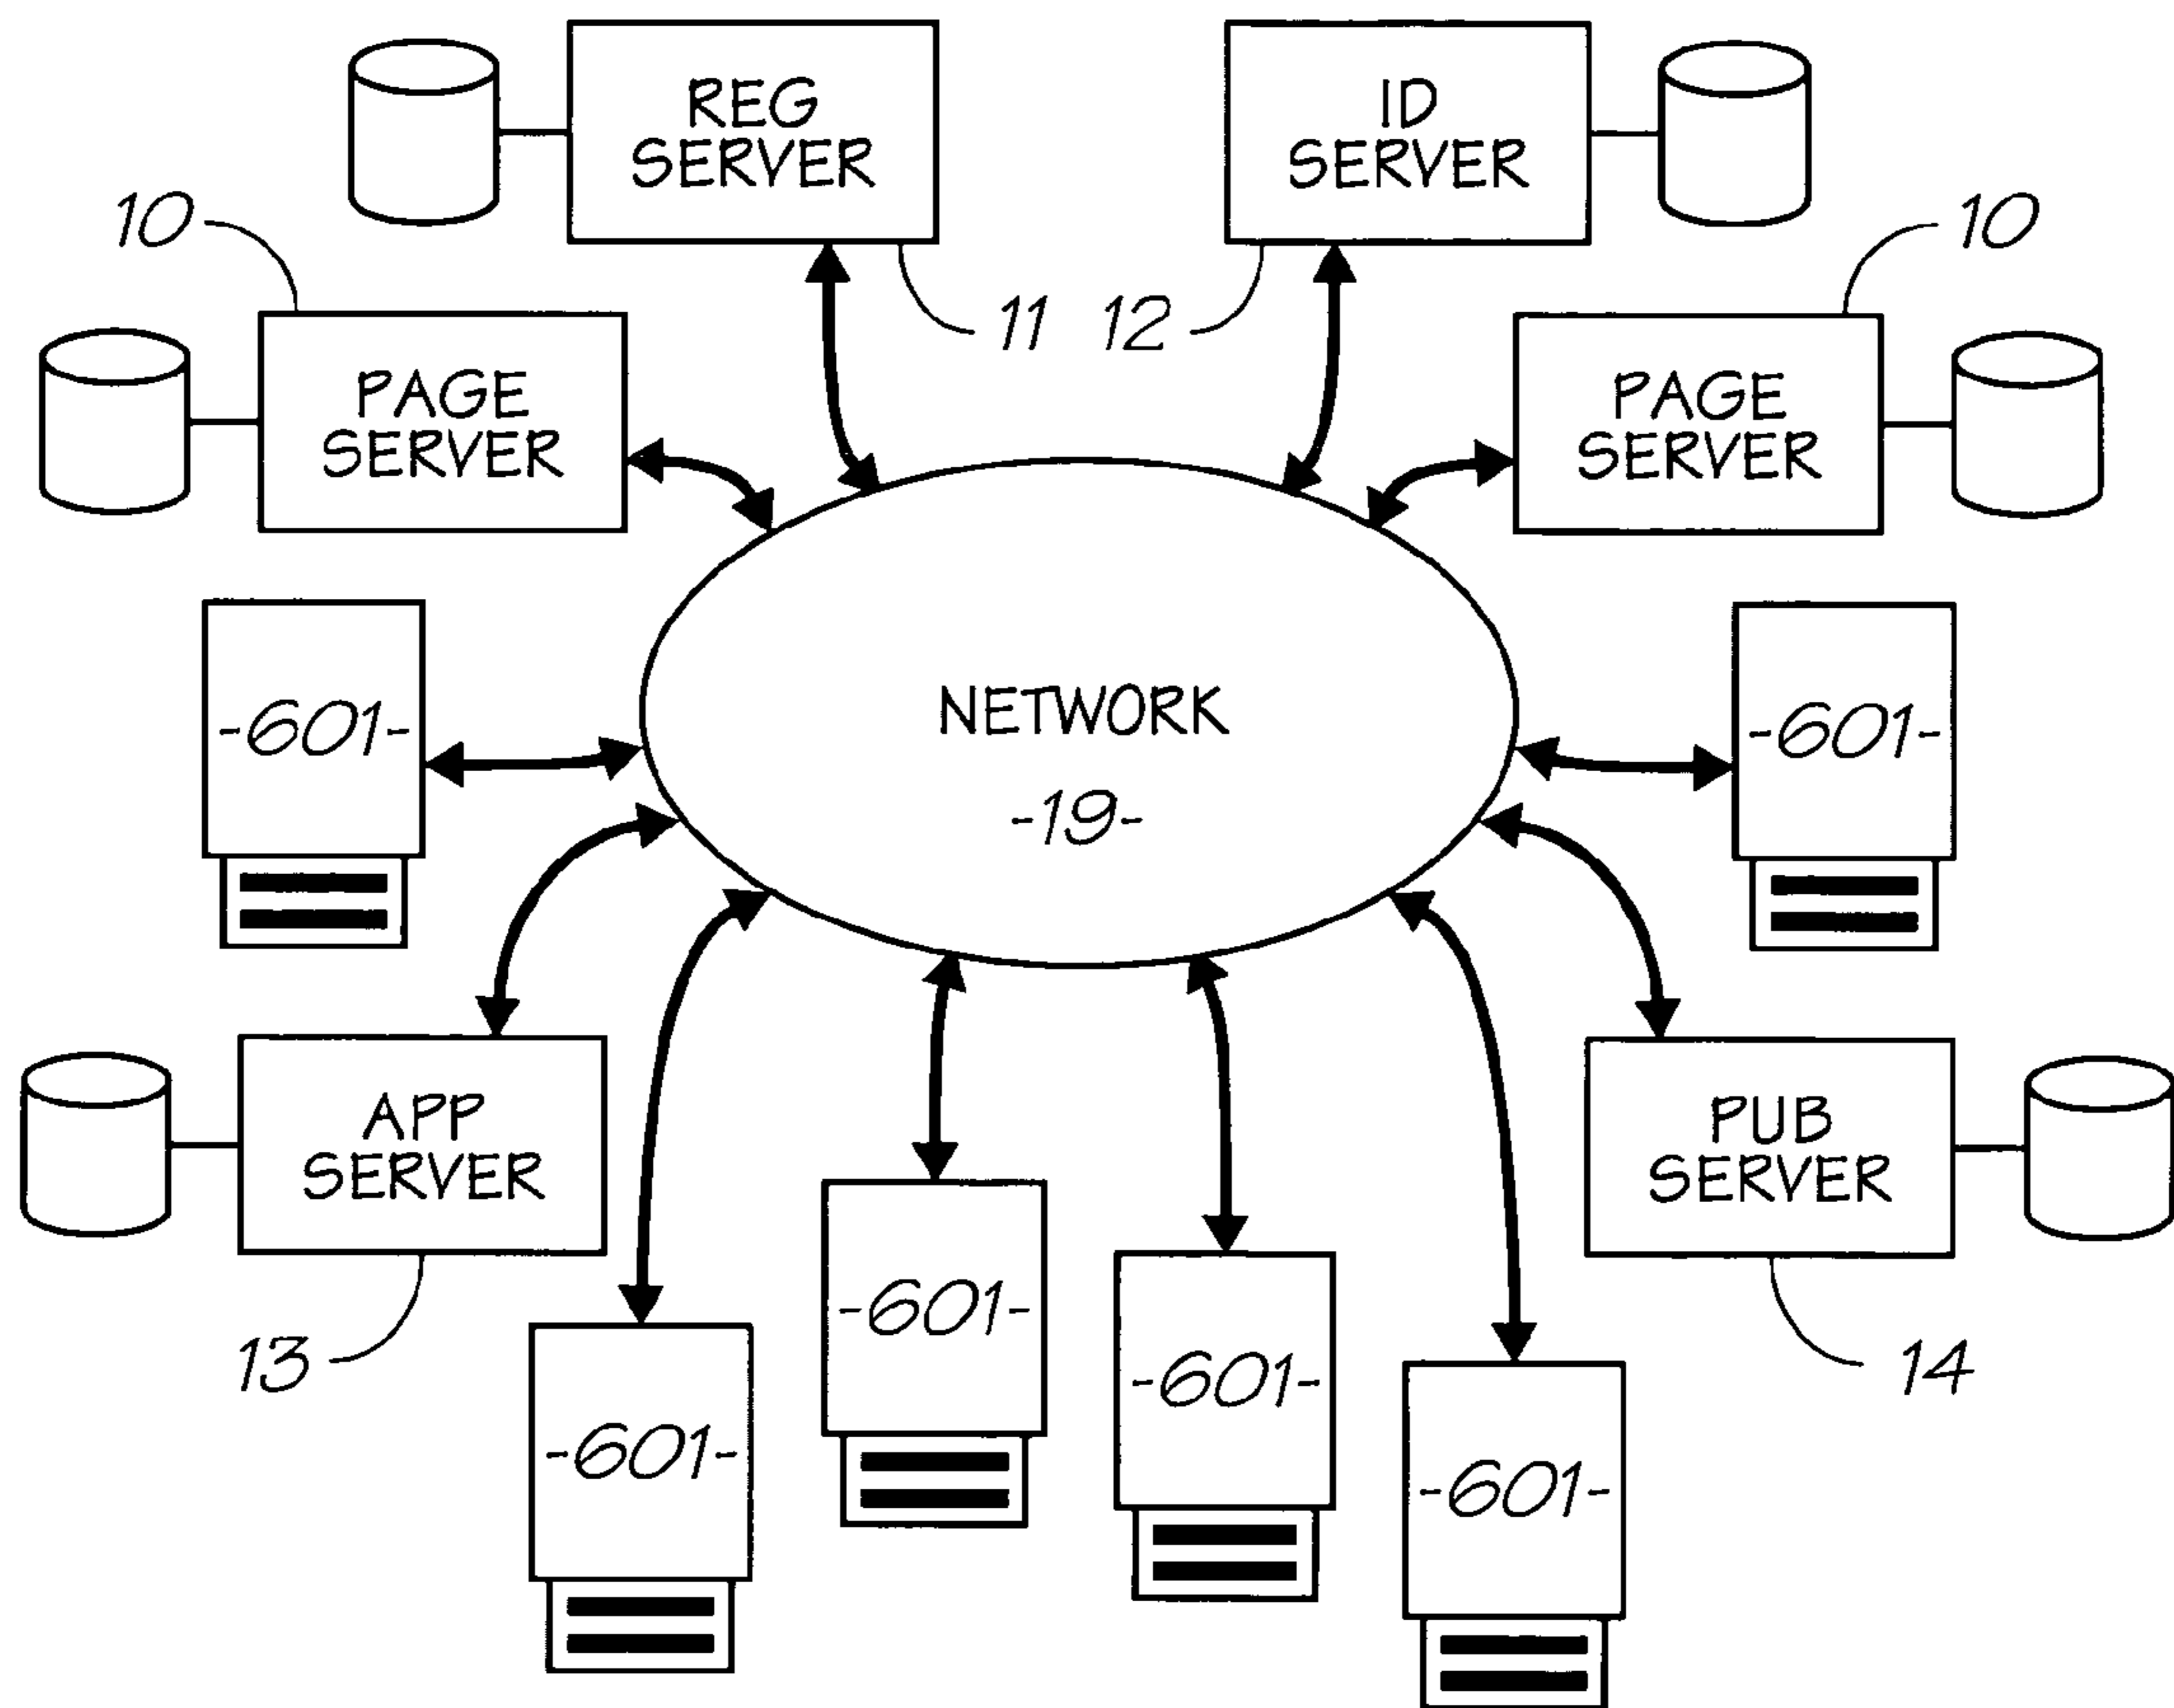 REG
SERVER
ID
SERVER
10
10
11
12
PAGE
SERVER
PAGE
SERVER
-601-
NETWORK
-19-
-601-
APP
SERVER
PUB
SERVER
-601-
-601-
13
14
-601-
-601-